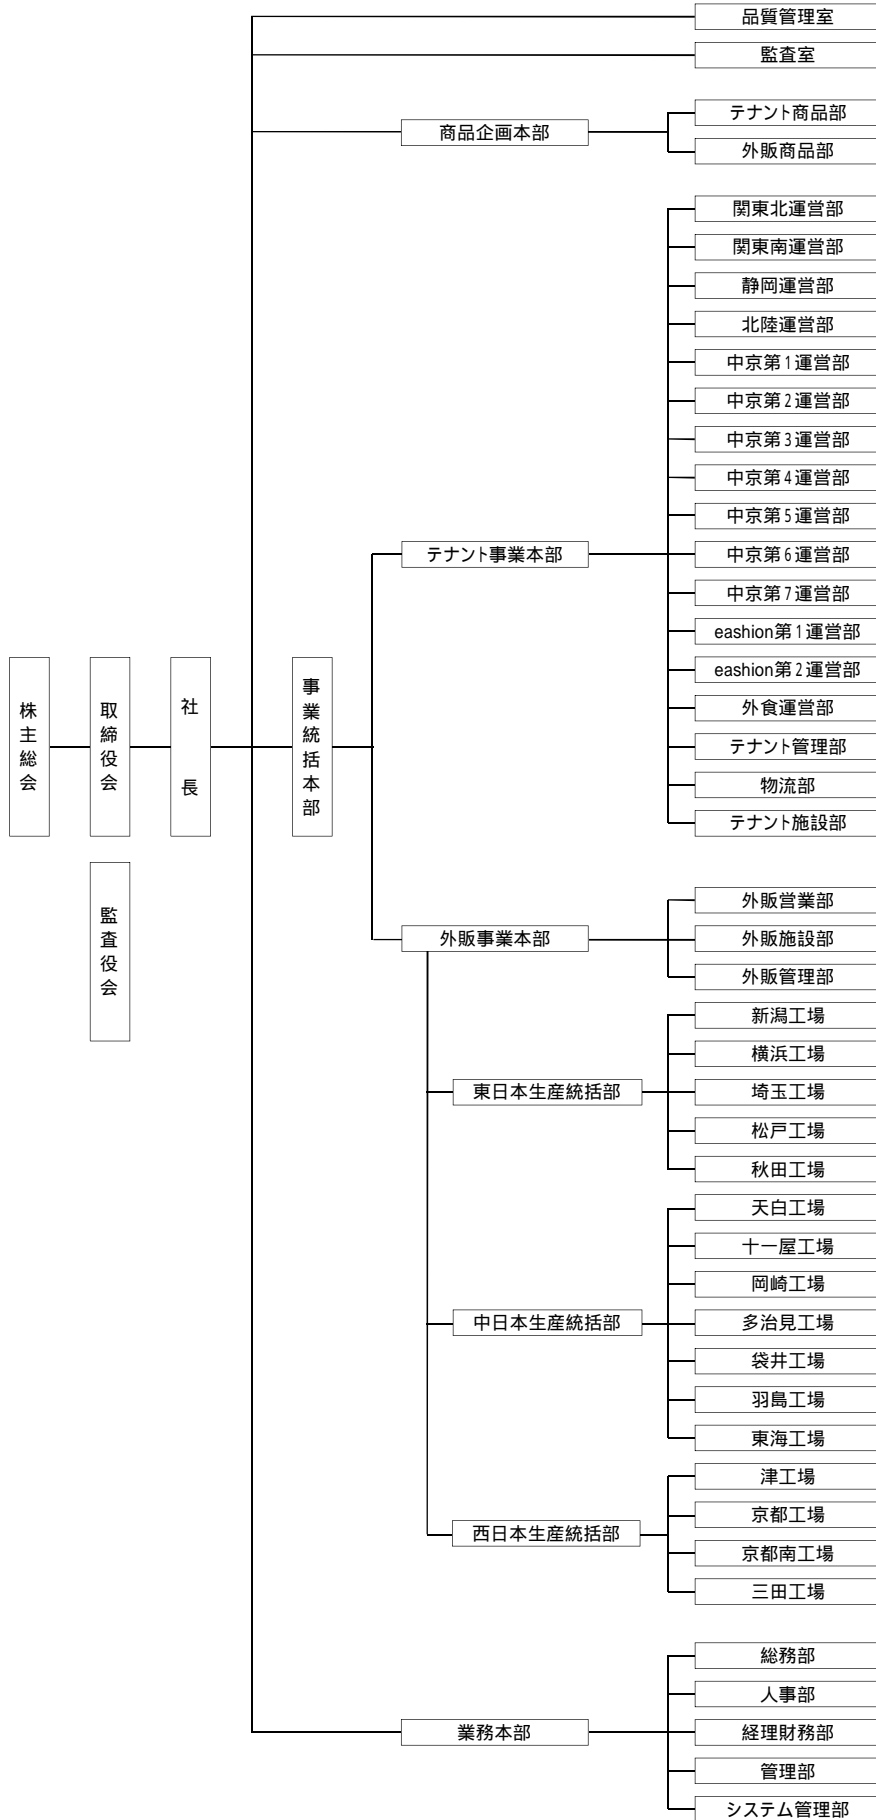 株主総会
取締役会
監査役会
社長
品質管理室
監査室
商品企画本部
テナント商品部
外販商品部
事業統括本部
テナント事業本部
関東北運営部
関東南運営部
静岡運営部
北陸運営部
中京第1運営部
中京第2運営部
中京第3運営部
中京第4運営部
中京第5運営部
中京第6運営部
中京第7運営部
eashion第1運営部
eashion第2運営部
外食運営部
テナント管理部
物流部
テナント施設部
外販事業本部
外販営業部
外販施設部
外販管理部
東日本生産統括部
新潟工場
横浜工場
埼玉工場
松戸工場
秋田工場
中日本生産統括部
天白工場
十一屋工場
岡崎工場
多治見工場
袋井工場
羽島工場
東海工場
西日本生産統括部
津工場
京都工場
京都南工場
三田工場
業務本部
総務部
人事部
経理財務部
管理部
システム管理部